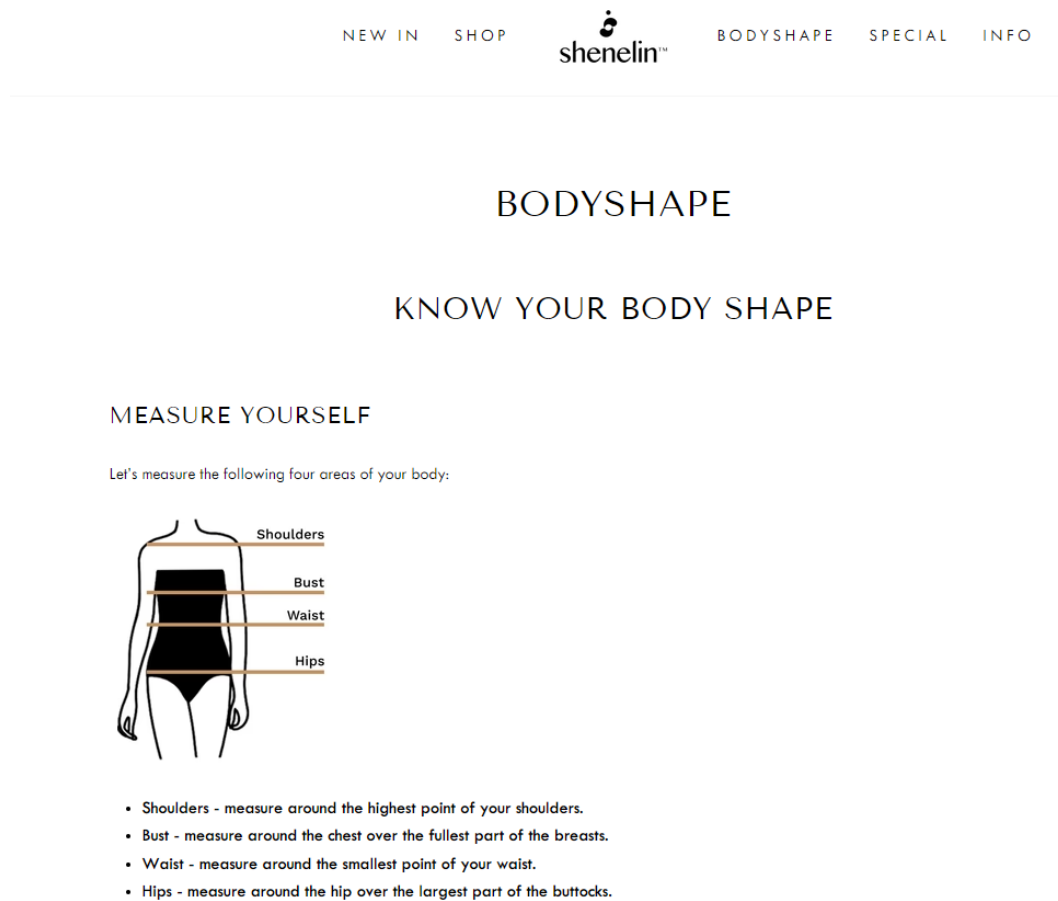 NEW IN SHOP shenelin™ BODYSHAPE SPECIAL INFO
BODYSHAPE
KNOW YOUR BODY SHAPE
MEASURE YOURSELF
Let's measure the following four areas of your body:
Shoulders
Bust
Waist
Hips
• Shoulders - measure around the highest point of your shoulders.
• Bust - measure around the chest over the fullest part of the breasts.
• Waist - measure around the smallest point of your waist.
• Hips - measure around the hip over the largest part of the buttocks.